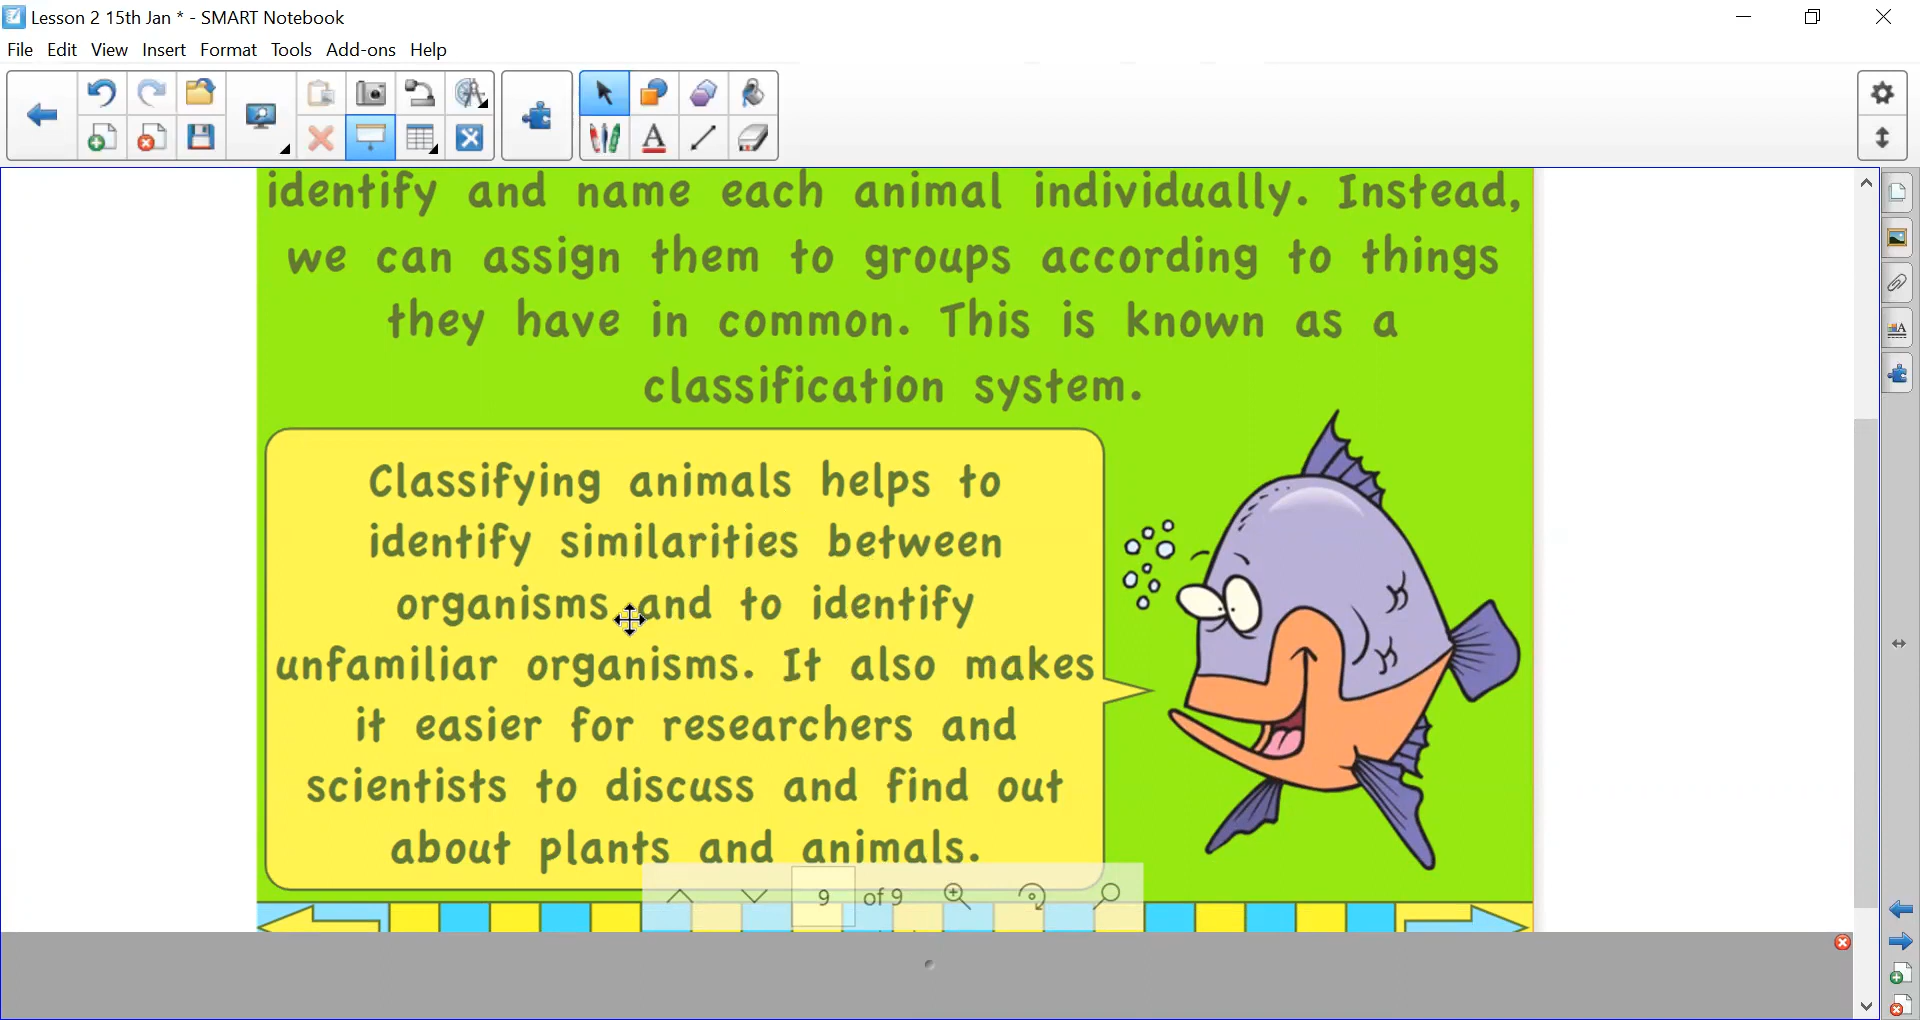 Lesson 2 15th Jan * - SMART Notebook
File Edit View Insert Format Tools Add-ons Help
identify and name each animal individually. Instead,
we can assign them to groups according to things
they have in common. This is known as a
classification system.
Classifying animals helps to
identify similarities between
organisms and to identify
unfamiliar organisms. It also makes
it easier for researchers and
scientists to discuss and find out
about plants and animals.
9 of 9